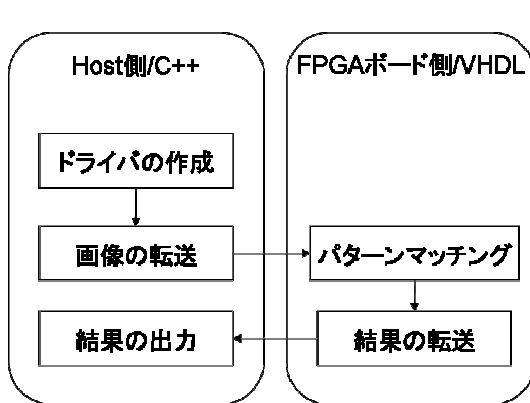 Host側/C++
ドライバの作成
画像の転送
結果の出力
FPGAボード側/VHDL
パターンマッチング
結果の転送